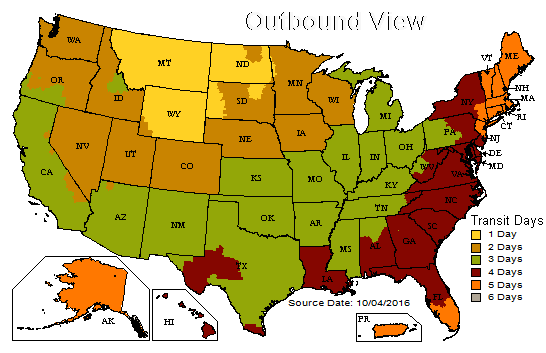 Outbound View
WA
MT
ND
MN
VT
ME
OR
ID
WY
SD
WI
MI
NY
NH
MA
RI
CT
NV
UT
CO
NE
IA
IL
IN
OH
PA
NJ
DE
MD
CA
AZ
NM
KS
OK
MO
AR
KY
TN
WV
VA
NC
SC
TX
LA
MS
AL
GA
FL
AK
HI
PR
Transit Days
1 Day
2 Days
3 Days
4 Days
5 Days
6 Days
Source Date: 10/04/2016